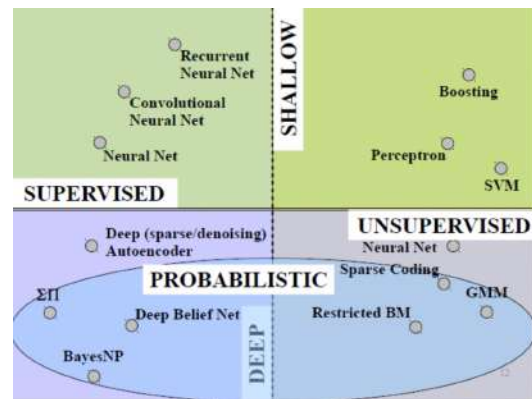 Recurrent
Neural Net
Convolutional
Neural Net
Neural Net
SHALLOW
Boosting
Perceptron
SVM
SUPERVISED
UNSUPERVISED
Deep (sparse/denoising)
Autoencoder
Neural Net
Sparse Coding
PROBABILISTIC
GMM
ΣΠ
Deep Belief Net
Restricted BM
BayesNP
DEEP
12